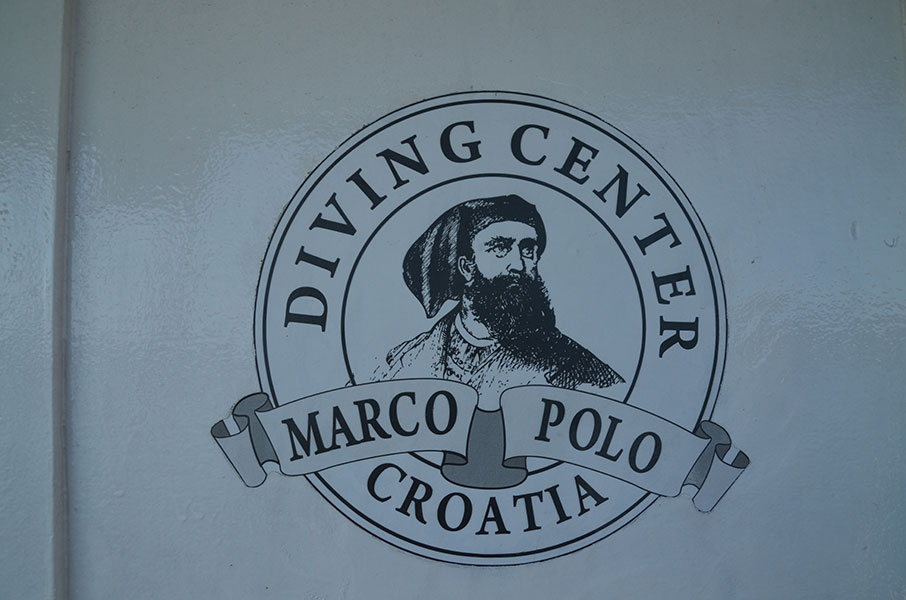 DIVING CENTER
MARCO POLO
CROATIA